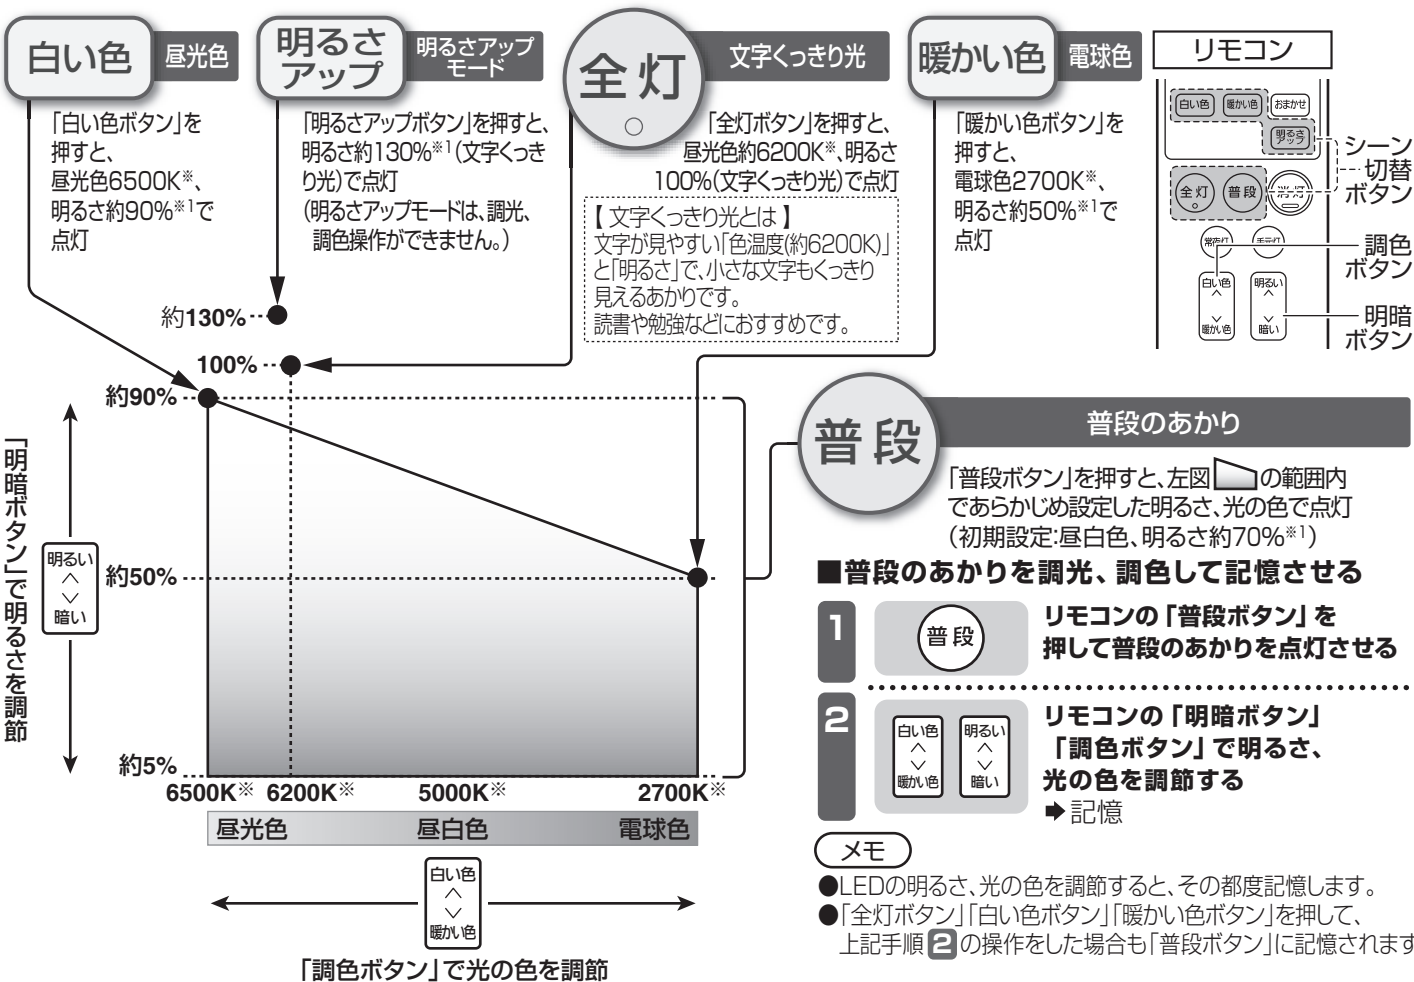 白い色 昼光色
「白い色ボタン」を
押すと、
昼光色6500K※、
明るさ約90%※1で
点灯
明るさ
アップ
明るさアップ
モード
「明るさアップボタン」を押すと、
明るさ約130%※1(文字くっき
り光)で点灯
(明るさアップモードは、調光、
調色操作ができません。)
全灯 文字くっきり光
「全灯ボタン」を押すと、
昼光色約6200K※、明るさ
100%(文字くっきり光)で点灯
【 文字くっきり光とは 】
文字が見やすい「色温度(約6200K)」
と「明るさ」で、小さな文字もくっきり
見えるあかりです。
読書や勉強などにおすすめです。
暖かい色 電球色
「暖かい色ボタン」を
押すと、
電球色2700K※、
明るさ約50%※1で
点灯
リモコン
白い色 暖かい色 おまかせ
明るさ
アップ
全灯 普段 消灯
常夜灯
白い色 明るい
暖かい色 暗い
シーン
切替
ボタン
調色
ボタン
明暗
ボタン
約130%
100%
約90%
約50%
約5%
「明暗ボタン」で明るさを調節
明るい
暗い
6500K※ 6200K※ 5000K※ 2700K※
昼光色 昼白色 電球色
白い色
暖かい色
「調色ボタン」で光の色を調節
普段 普段のあかり
「普段ボタン」を押すと、左図 の範囲内
であらかじめ設定した明るさ、光の色で点灯
(初期設定:昼白色、明るさ約70%※1)
■普段のあかりを調光、調色して記憶させる
1
普段
リモコンの「普段ボタン」を
押して普段のあかりを点灯させる
2
白い色 明るい
暖かい色 暗い
リモコンの「明暗ボタン」
「調色ボタン」で明るさ、
光の色を調節する
➡記憶
メモ
●LEDの明るさ、光の色を調節すると、その都度記憶します。
●「全灯ボタン」「白い色ボタン」「暖かい色ボタン」を押して、
上記手順2の操作をした場合も「普段ボタン」に記憶されます